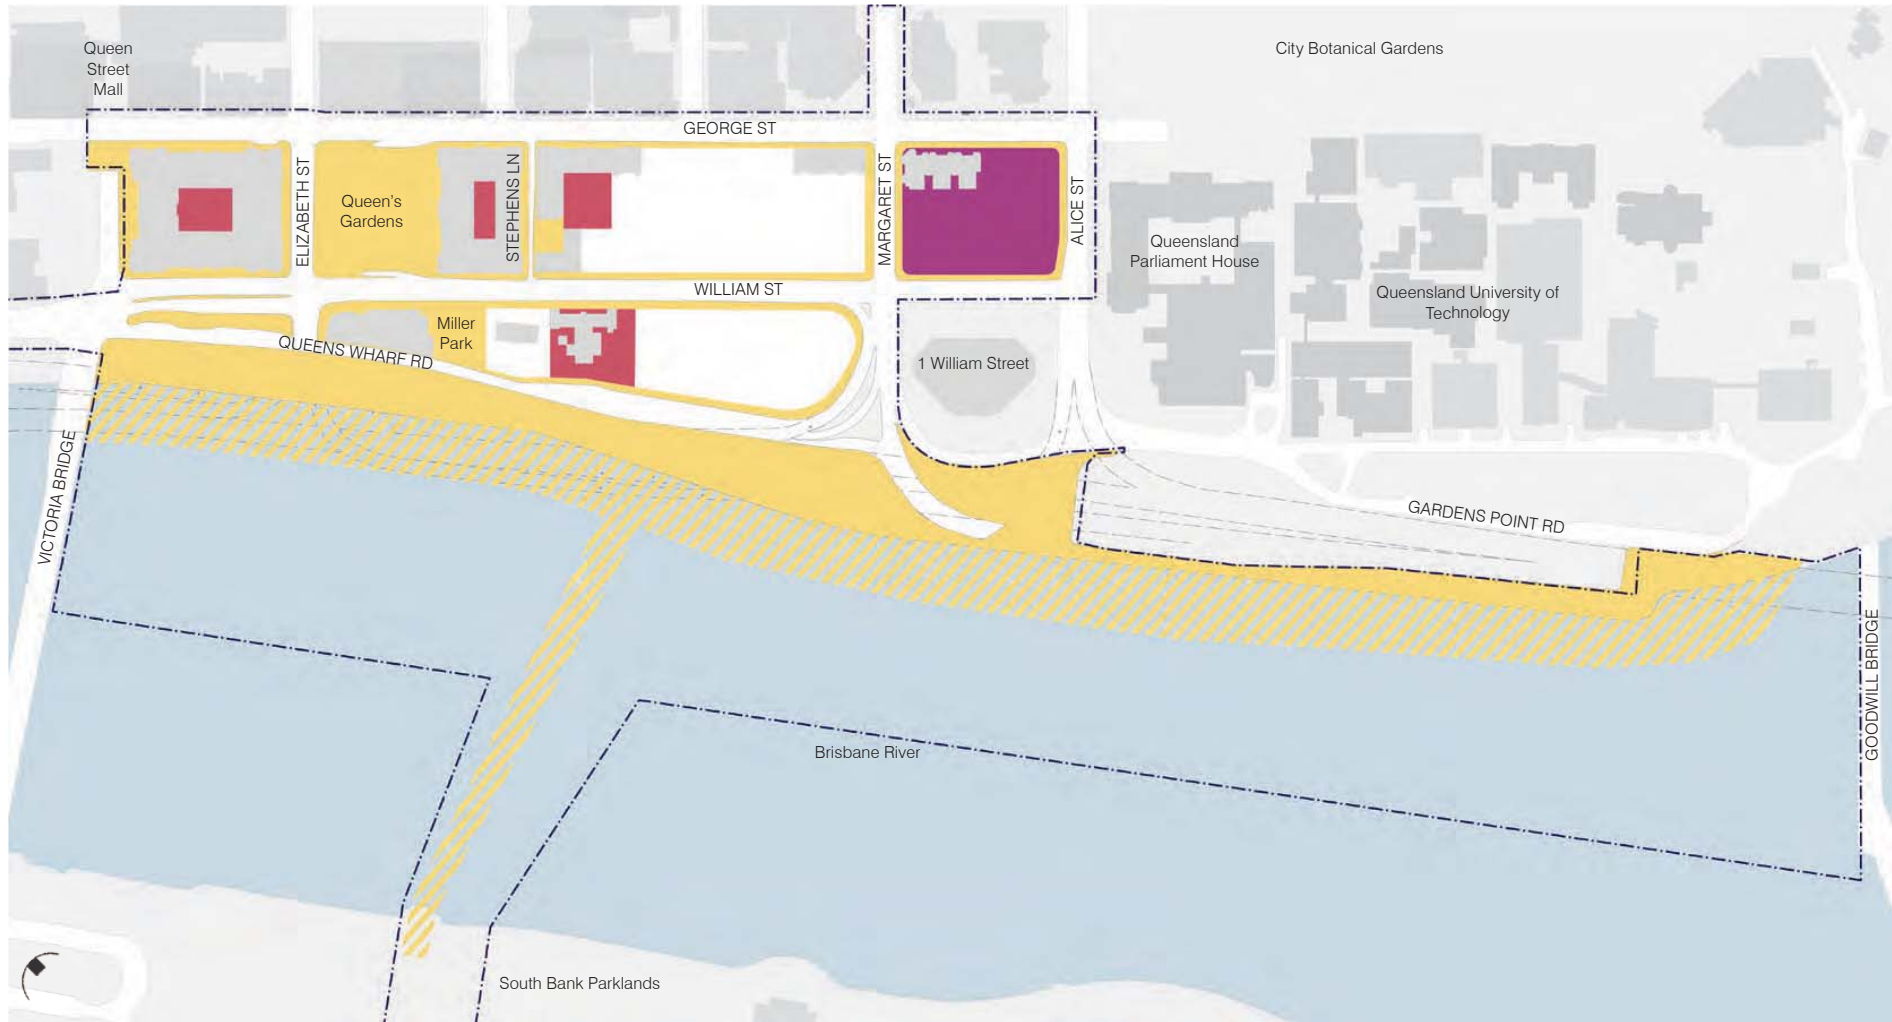 Queen
Street
Mall
City Botanical Gardens
GEORGE ST
ELIZABETH ST
Queen's
Gardens
STEPHENS LN
MARGARET ST
ALICE ST
Queensland
Parliament House
Queensland University of
Technology
WILLIAM ST
Miller
Park
QUEENS WHARF RD
1 William Street
VICTORIA BRIDGE
GARDENS POINT RD
GOODWILL BRIDGE
Brisbane River
South Bank Parklands